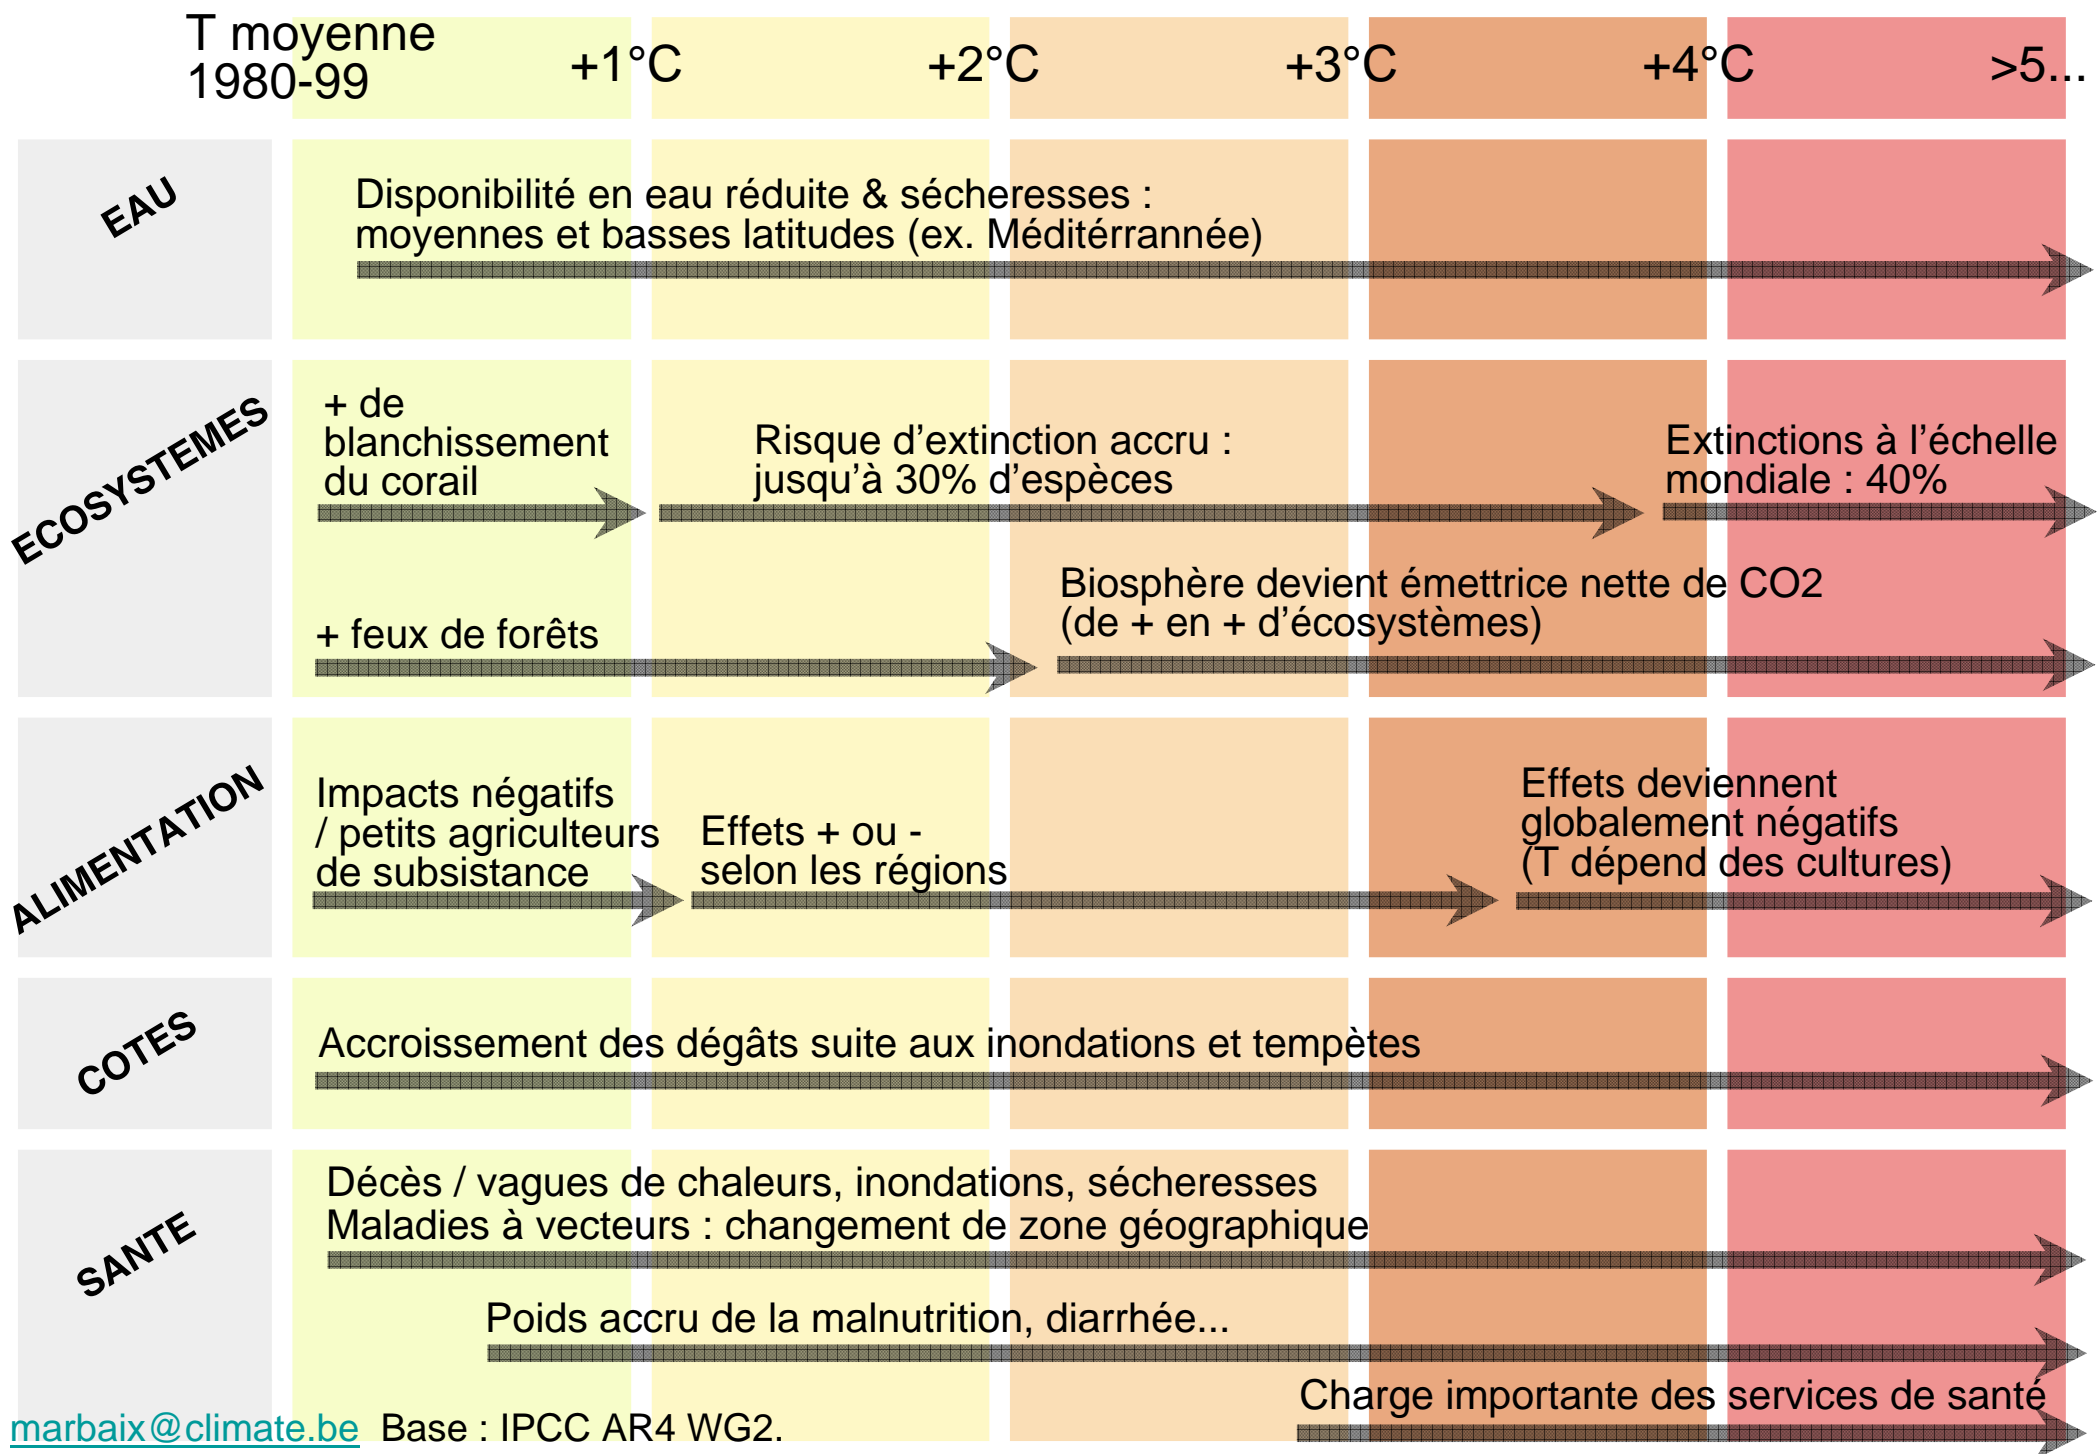 T moyenne
1980-99
+1°C
+2°C
+3°C
+4°C
>5...
EAU
Disponibilité en eau réduite & sécheresses :
moyennes et basses latitudes (ex. Méditérrannée)
ECOSYSTEMES
+ de
blanchissement
du corail
Risque d’extinction accru :
jusqu’à 30% d’espèces
Extinctions à l’échelle
mondiale : 40%
+ feux de forêts
Biosphère devient émettrice nette de CO2
(de + en + d’écosystèmes)
ALIMENTATION
Impacts négatifs
/ petits agriculteurs
de subsistance
Effets + ou -
selon les régions
Effets deviennent
globalement négatifs
(T dépend des cultures)
COTES
Accroissement des dégâts suite aux inondations et tempètes
SANTE
Décès / vagues de chaleurs, inondations, sécheresses
Maladies à vecteurs : changement de zone géographique
Poids accru de la malnutrition, diarrhée...
Charge importante des services de santé
marbaix@climate.be Base : IPCC AR4 WG2.